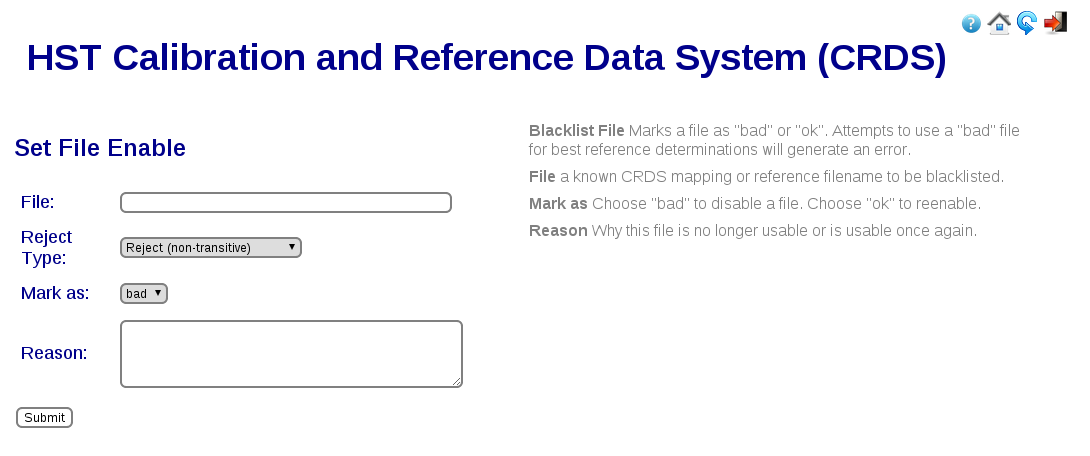 HST Calibration and Reference Data System (CRDS)
Set File Enable
File:
Reject
Type:
Reject (non-transitive)
Mark as:
bad
Reason:
Submit
Blacklist File Marks a file as "bad" or "ok". Attempts to use a "bad" file
for best reference determinations will generate an error.
File a known CRDS mapping or reference filename to be blacklisted.
Mark as Choose "bad" to disable a file. Choose "ok" to reenable.
Reason Why this file is no longer usable or is usable once again.